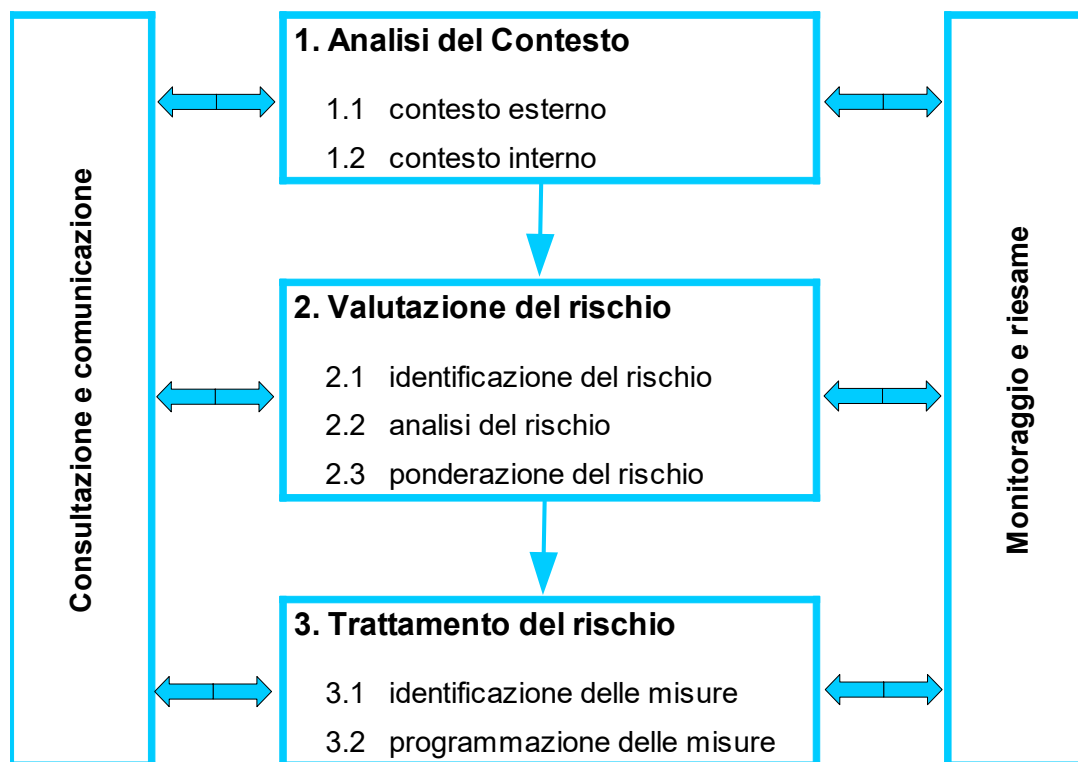 Consultazione e comunicazione
1. Analisi del Contesto
1.1 contesto esterno
1.2 contesto interno
2. Valutazione del rischio
2.1 identificazione del rischio
2.2 analisi del rischio
2.3 ponderazione del rischio
3. Trattamento del rischio
3.1 identificazione delle misure
3.2 programmazione delle misure
Monitoraggio e riesame